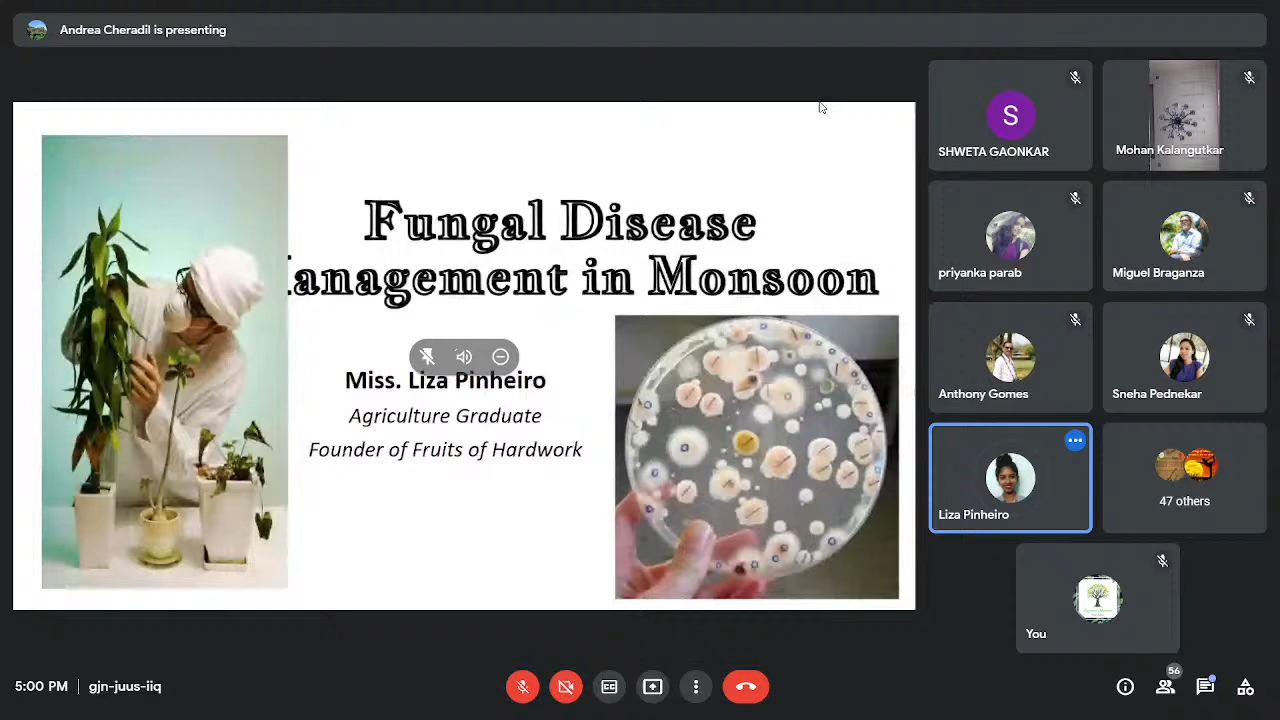 Andrea Cheradil is presenting
Fungal Disease
anagement in Monsoon
Miss. Liza Pinheiro
Agriculture Graduate
Founder of Fruits of Hardwork
S
SHWETA GAONKAR
Mohan Kalangutkar
priyanka parab
Miguel Braganza
Anthony Gomes
Sneha Pednekar
Liza Pinheiro
47 others
You
5:00 PM | gjn-juus-iiq
56